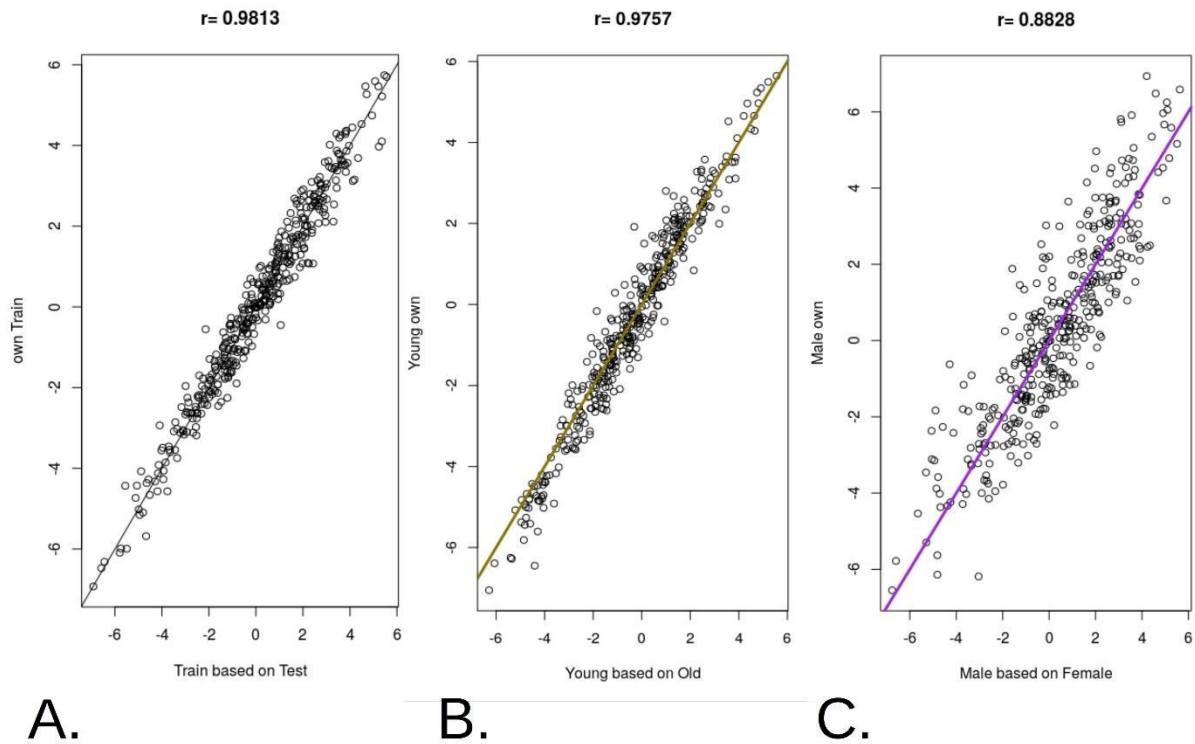 r= 0.9813
r= 0.9757
r= 0.8828
own Train
6
4
2
0
-2
-4
-6
-6 -4 -2 0 2 4 6
Train based on Test
Young own
6
4
2
0
-2
-4
-6
-6 -4 -2 0 2 4 6
Young based on Old
Male own
6
4
2
0
-2
-4
-6
-6 -4 -2 0 2 4 6
Male based on Female
A.
B.
C.